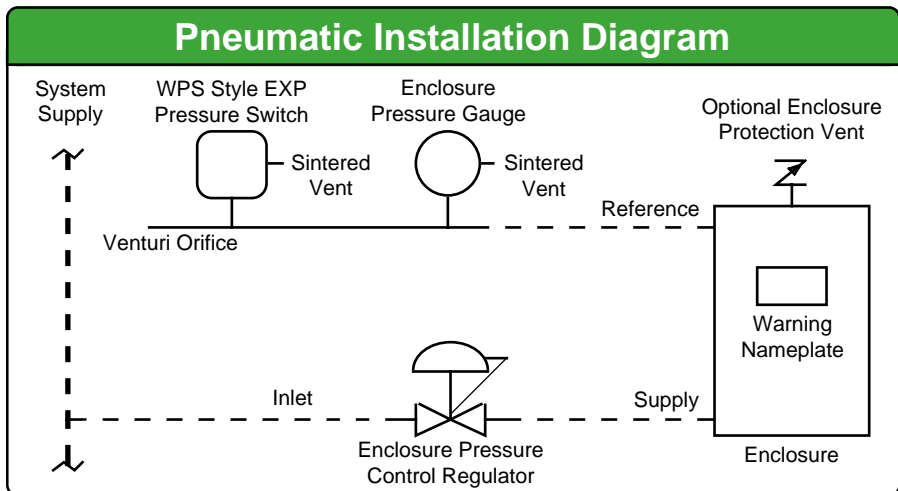 Pneumatic Installation Diagram
System
Supply
WPS Style EXP
Pressure Switch
Enclosure
Pressure Gauge
Optional Enclosure
Protection Vent
Sintered
Vent
Sintered
Vent
Reference
Venturi Orifice
Warning
Nameplate
Inlet
Supply
Enclosure Pressure
Control Regulator
Enclosure